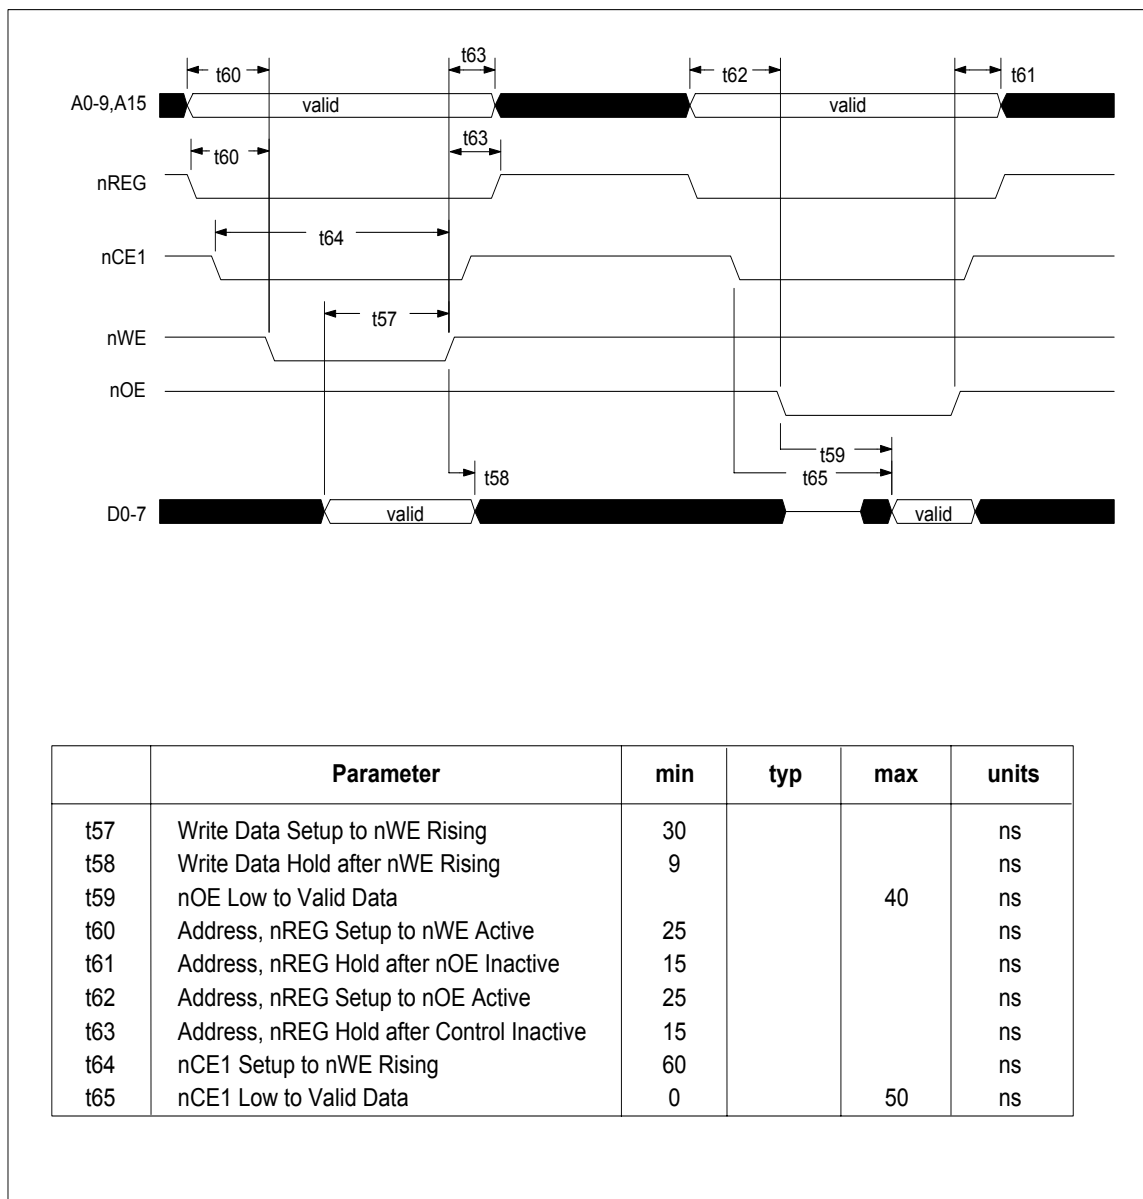 t60 t63 t62 t61
A0-9,A15 valid valid
t60 t63
nREG
t64
nCE1
t57
nWE
nOE
t59
t58 t65
D0-7 valid valid
Parameter min typ max units
t57 Write Data Setup to nWE Rising 30 ns
t58 Write Data Hold after nWE Rising 9 ns
t59 nOE Low to Valid Data 40 ns
t60 Address, nREG Setup to nWE Active 25 ns
t61 Address, nREG Hold after nOE Inactive 15 ns
t62 Address, nREG Setup to nOE Active 25 ns
t63 Address, nREG Hold after Control Inactive 15 ns
t64 nCE1 Setup to nWE Rising 60 ns
t65 nCE1 Low to Valid Data 0 50 ns